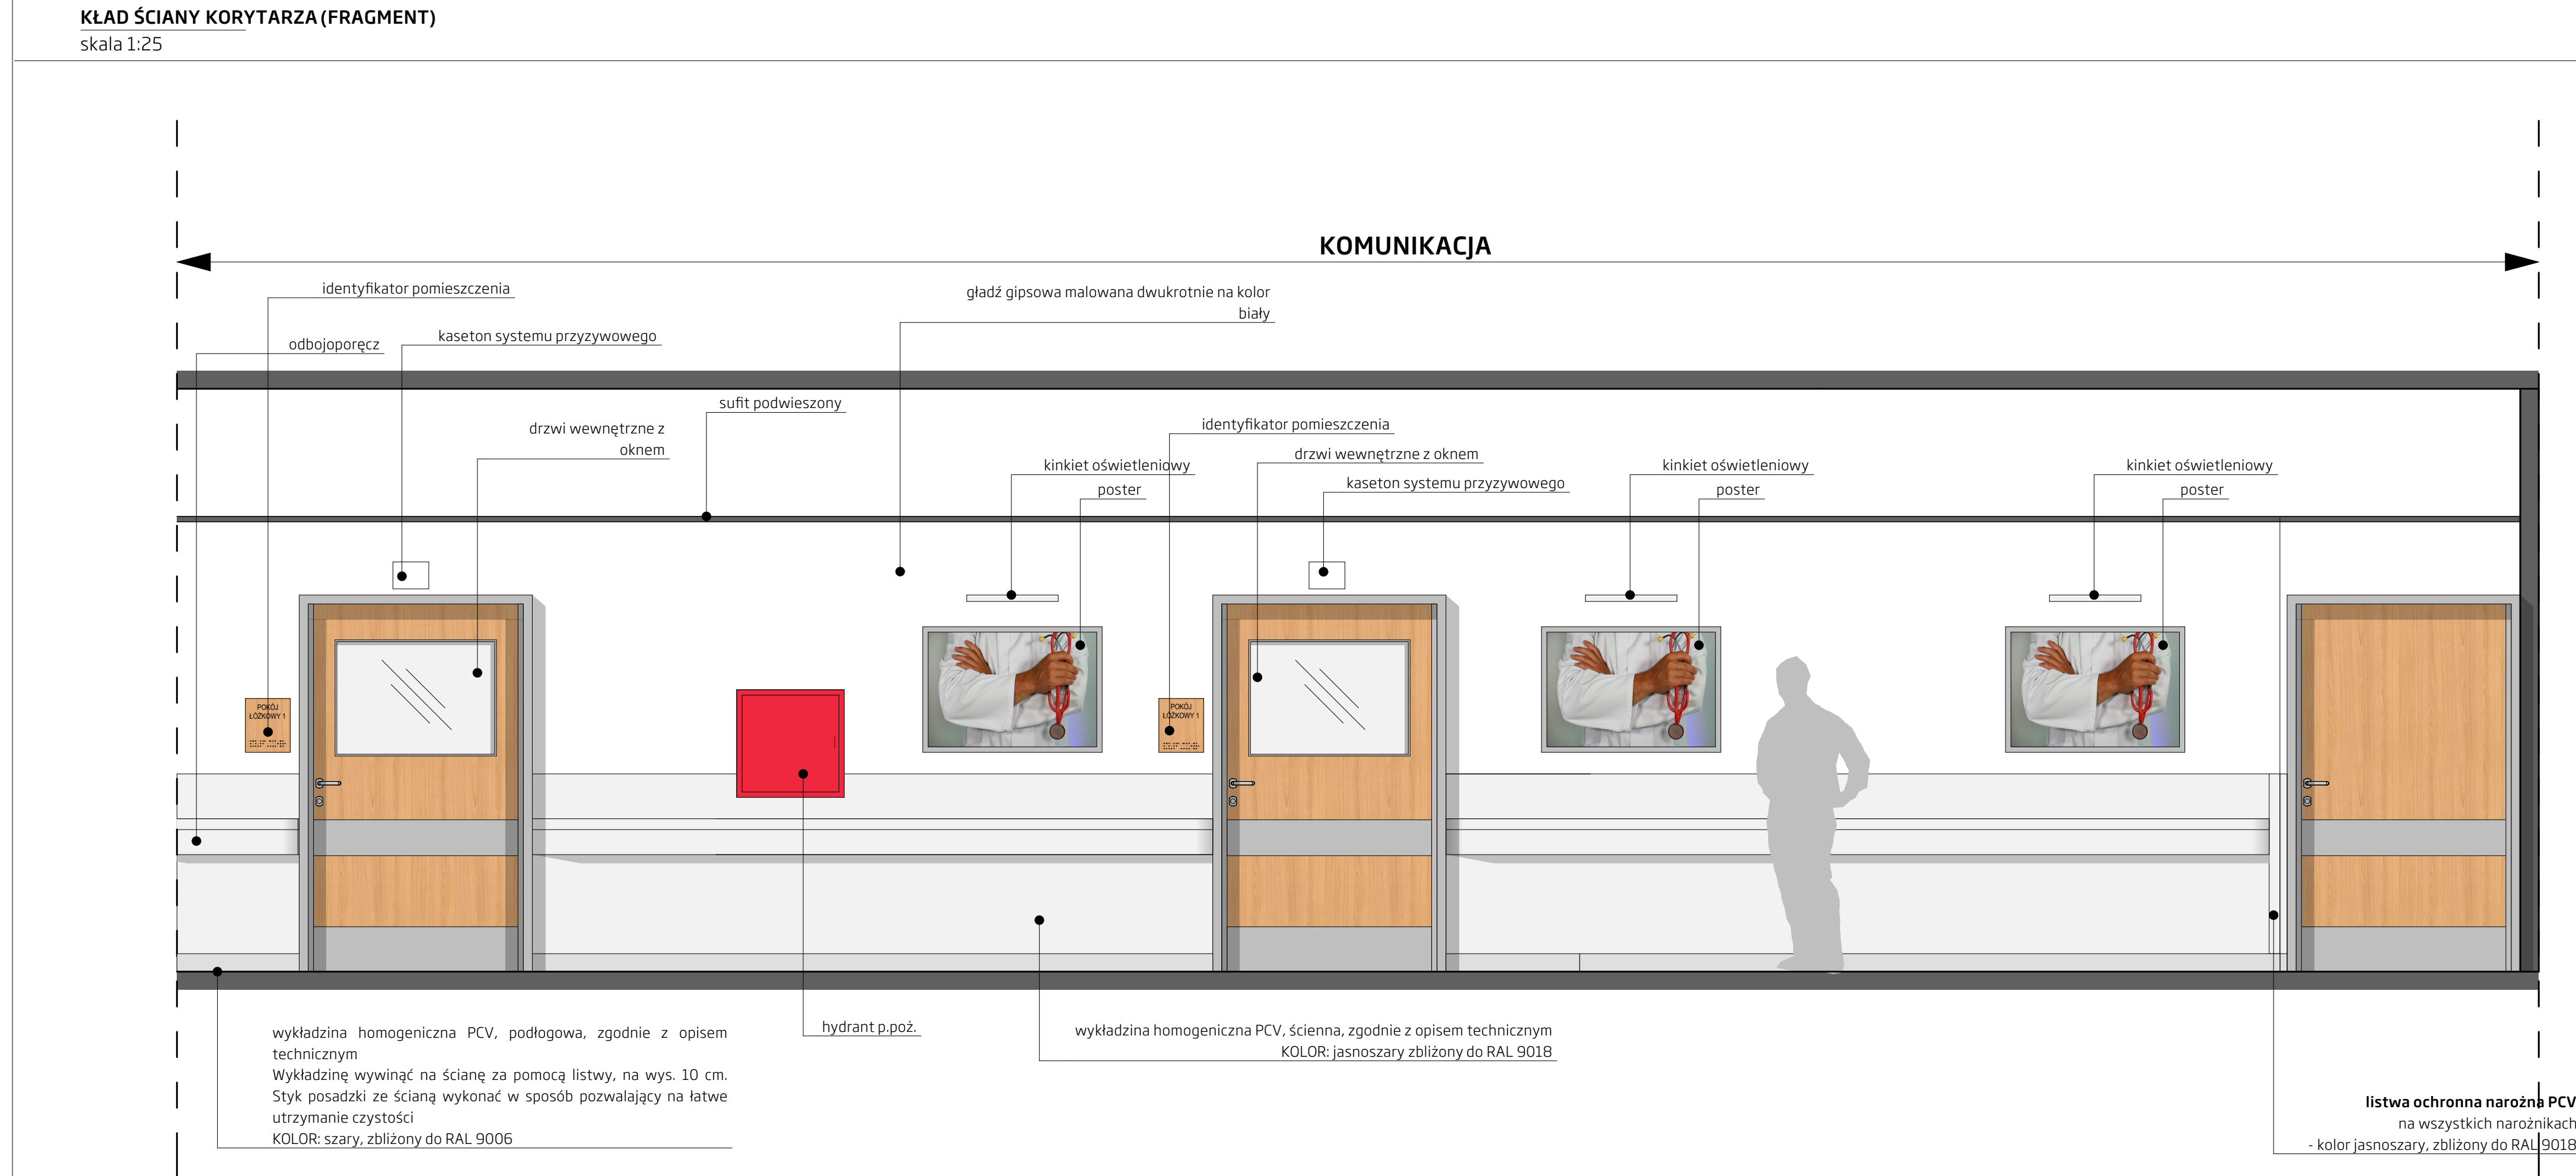 KŁAD ŚCIANY KORYTARZA (FRAGMENT)
skala 1:25
KOMUNIKACJA
identyfikator pomieszczenia
gładź gipsowa malowana dwukrotnie na kolor
biały
odbojoporęcz
kaseton systemu przyzywowego
sufit podwieszony
drzwi wewnętrzne z
oknem
identyfikator pomieszczenia
drzwi wewnętrzne z oknem
kinkiet oświetleniowy
kaseton systemu przyzywowego
poster
kinkiet oświetleniowy
poster
kinkiet oświetleniowy
poster
POKÓJ
ŁÓŻKOWY 1
POKÓJ
ŁÓŻKOWY 1
wykładzina homogeniczna PCV, podłogowa, zgodnie z opisem
technicznym
Wykładzinę wywinąć na ścianę za pomocą listwy, na wys. 10 cm.
Styk posadzki ze ścianą wykonać w sposób pozwalający na łatwe
utrzymanie czystości
KOLOR: szary, zbliżony do RAL 9006
hydrant p.poż.
wykładzina homogeniczna PCV, ścienna, zgodnie z opisem technicznym
KOLOR: jasnoszary zbliżony do RAL 9018
listwa ochronna narożna PCV
na wszystkich narożnikach
- kolor jasnoszary, zbliżony do RAL 9018